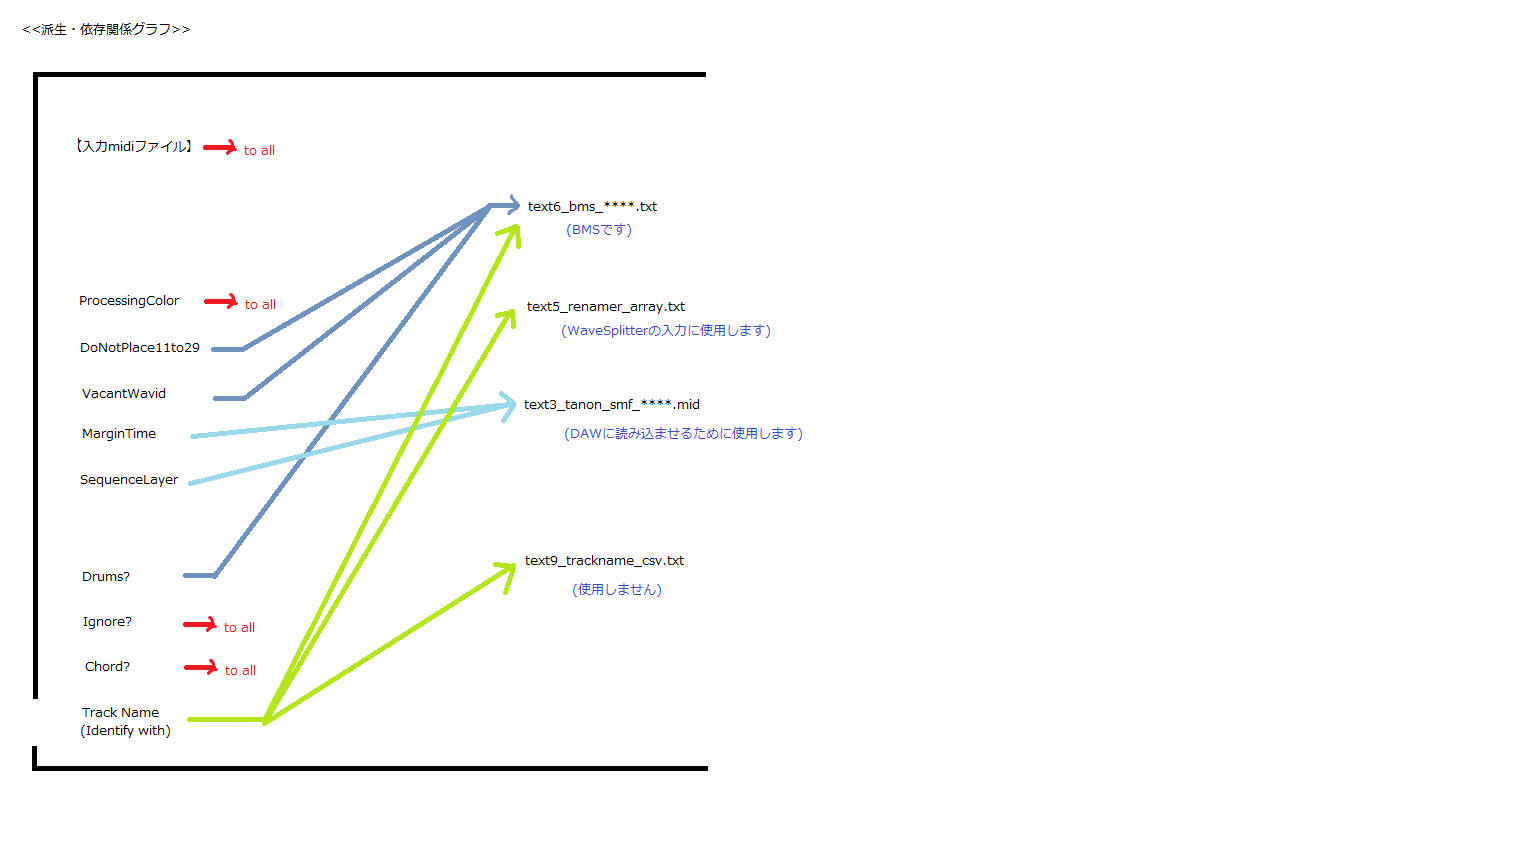 <<派生・依存関係グラフ>>
【入力midiファイル】
to all
text6_bms_****.txt
(BMSです)
ProcessingColor
to all
text5_renamer_array.txt
(WaveSplitterの入力に使用します)
DoNotPlace11to29
VacantWavid
text3_tanon_smf_****.mid
(DAWに読み込ませるために使用します)
MarginTime
SequenceLayer
text9_trackname_csv.txt
(使用しません)
Drums?
Ignore?
to all
Chord?
to all
Track Name
(Identify with)